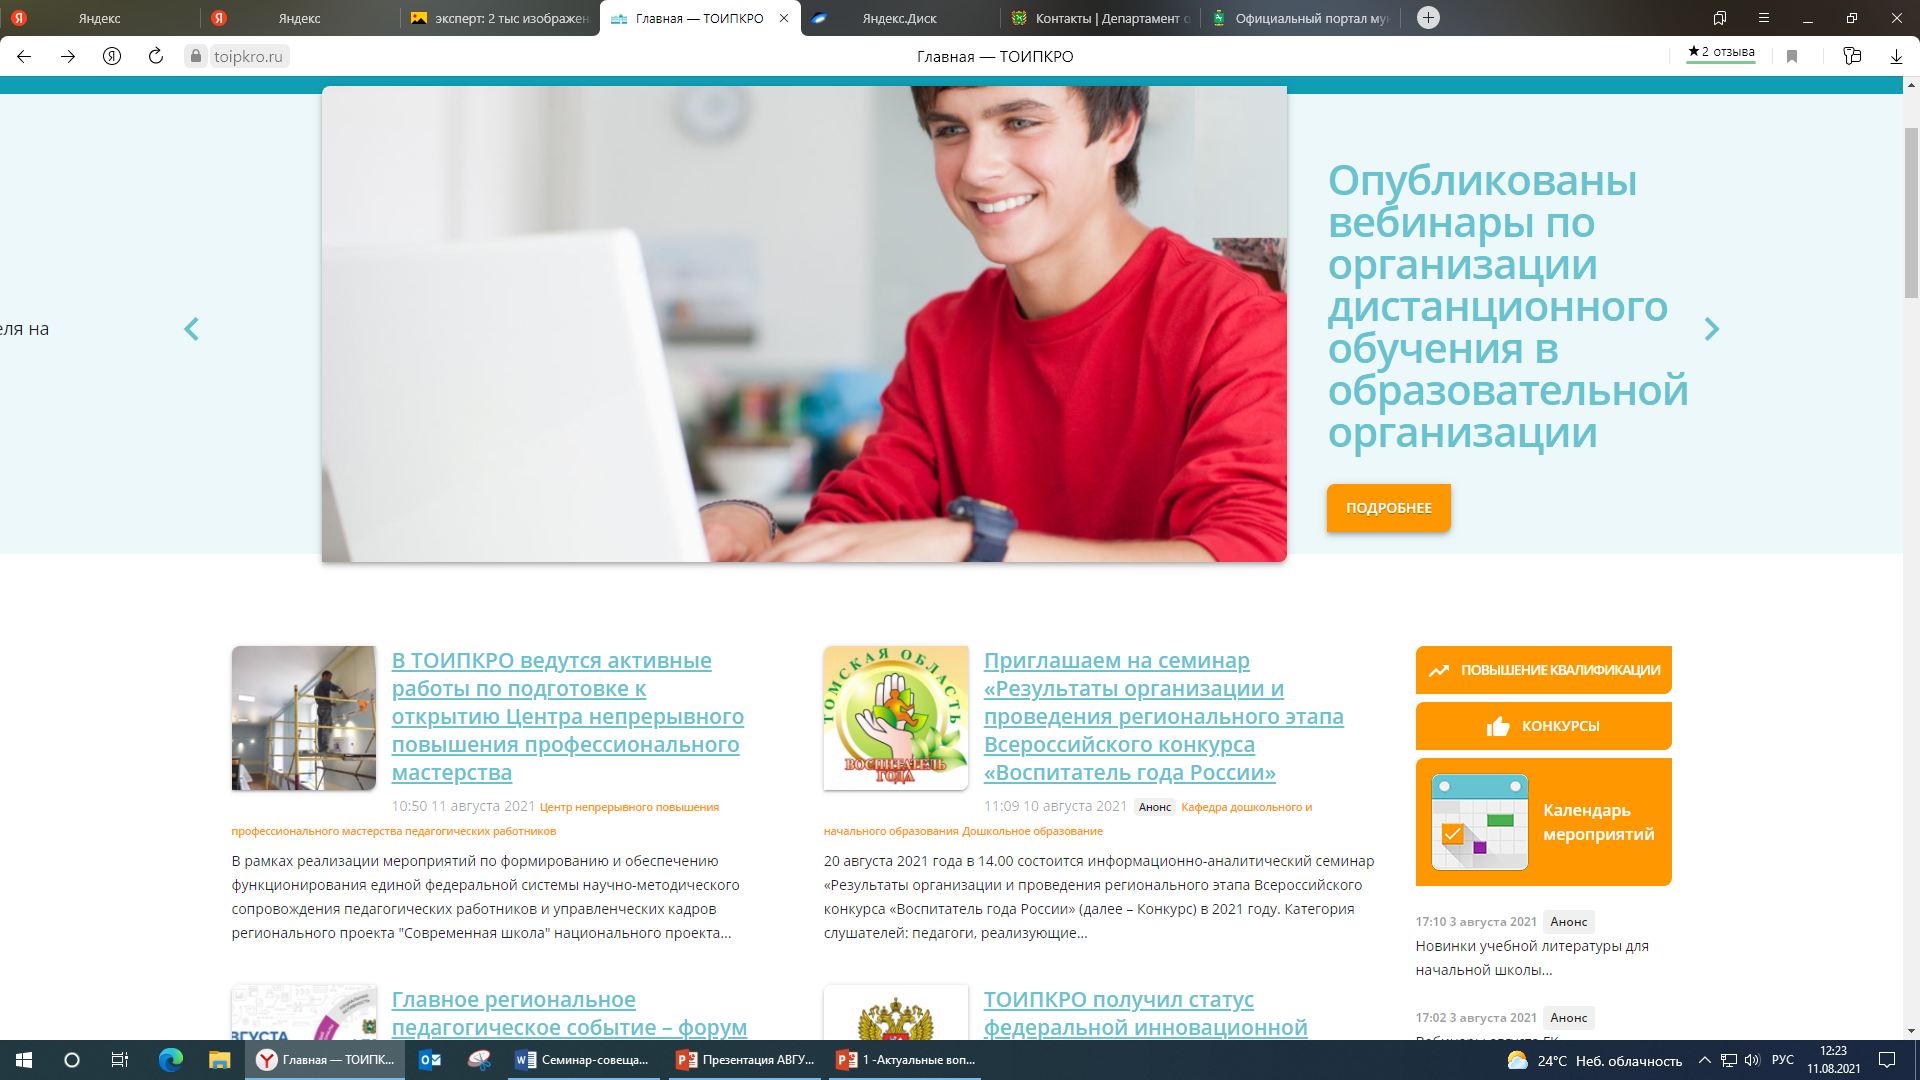 Яндекс
Яндекс
эксперт: 2 тыс изображен
Главная — ТОИПКРО
Яндекс.Диск
Контакты | Департамент о
Официальный портал му
toipkro.ru
Главная — ТОИПКРО
★2 отзыва
еля на
Опубликованы
вебинары по
организации
дистанционного
обучения в
образовательной
организации
ПОДРОБНЕЕ
В ТОИПКРО ведутся активные
работы по подготовке к
открытию Центра непрерывного
повышения профессионального
мастерства
10:50 11 августа 2021 Центр непрерывного повышения
профессионального мастерства педагогических работников
В рамках реализации мероприятий по формированию и обеспечению
функционирования единой федеральной системы научно-методического
сопровождения педагогических работников и управленческих кадров
регионального проекта "Современная школа" национального проекта...
Главное региональное
педагогическое событие – форум
ВГУСТА
ТОМСКАЯ ОБЛАСТЬ
ВОСПИТАТЕЛЬ
ГОДА
Приглашаем на семинар
«Результаты организации и
проведения регионального этапа
Всероссийского конкурса
«Воспитатель года России»
11:09 10 августа 2021 Анонс Кафедра дошкольного и
начального образования Дошкольное образование
20 августа 2021 года в 14.00 состоится информационно-аналитический семинар
«Результаты организации и проведения регионального этапа Всероссийского
конкурса «Воспитатель года России» (далее – Конкурс) в 2021 году. Категория
слушателей: педагоги, реализующие...
ТОИПКРО получил статус
федеральной инновационной
ПОВЫШЕНИЕ КВАЛИФИКАЦИИ
КОНКУРСЫ
Календарь
мероприятий
17:10 3 августа 2021 Анонс
Новинки учебной литературы для
начальной школы...
17:02 3 августа 2021 Анонс
Главная — ТОИПК...
Семинар-совеща...
Презентация АВГУ...
1 -Актуальные воп...
24°C Неб. облачность
РУС
12:23
11.08.2021